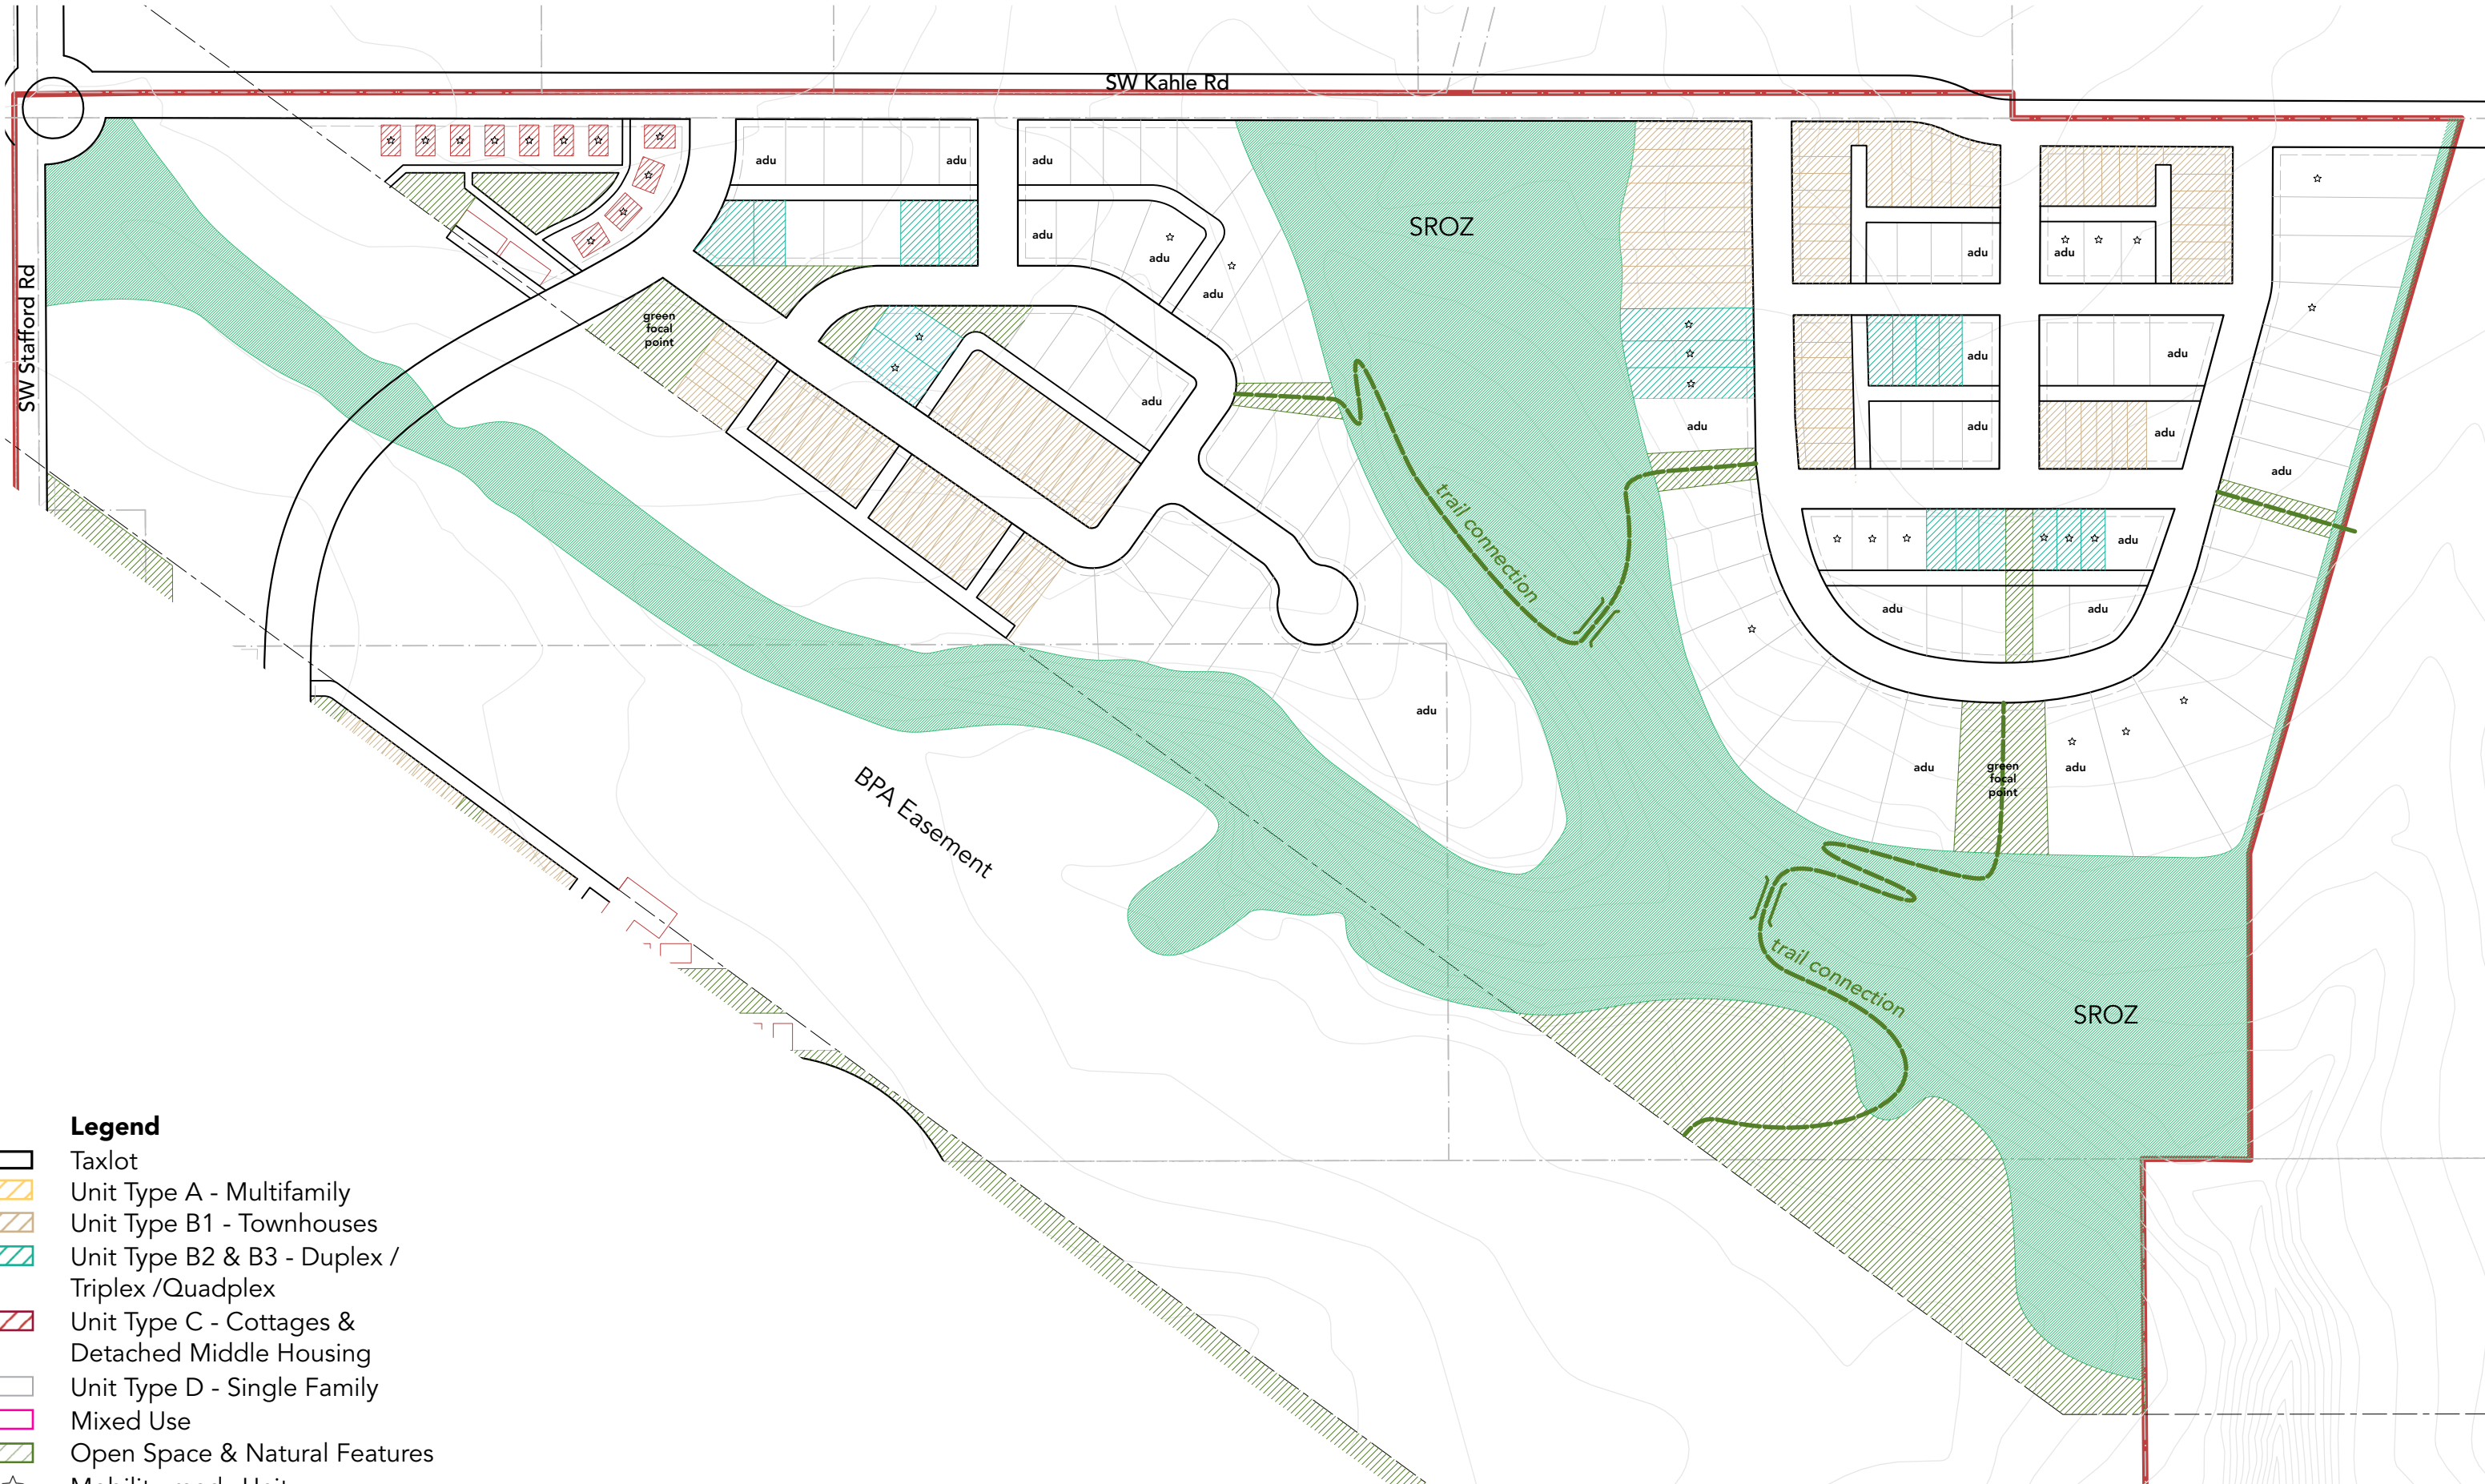 SW Kahle Rd
adu
adu
adu
adu
adu
adu
SROZ
adu
adu
SW Stafford Rd
green
focal
point
adu
adu
adu
adu
adu
adu
adu
trail connection
adu
adu
adu
adu
adu
adu
green
focal
point
BPA Easement
trail connection
SROZ
Legend
Taxlot
Unit Type A - Multifamily
Unit Type B1 - Townhouses
Unit Type B2 & B3 - Duplex /
Triplex /Quadplex
Unit Type C - Cottages &
Detached Middle Housing
Unit Type D - Single Family
Mixed Use
Open Space & Natural Features